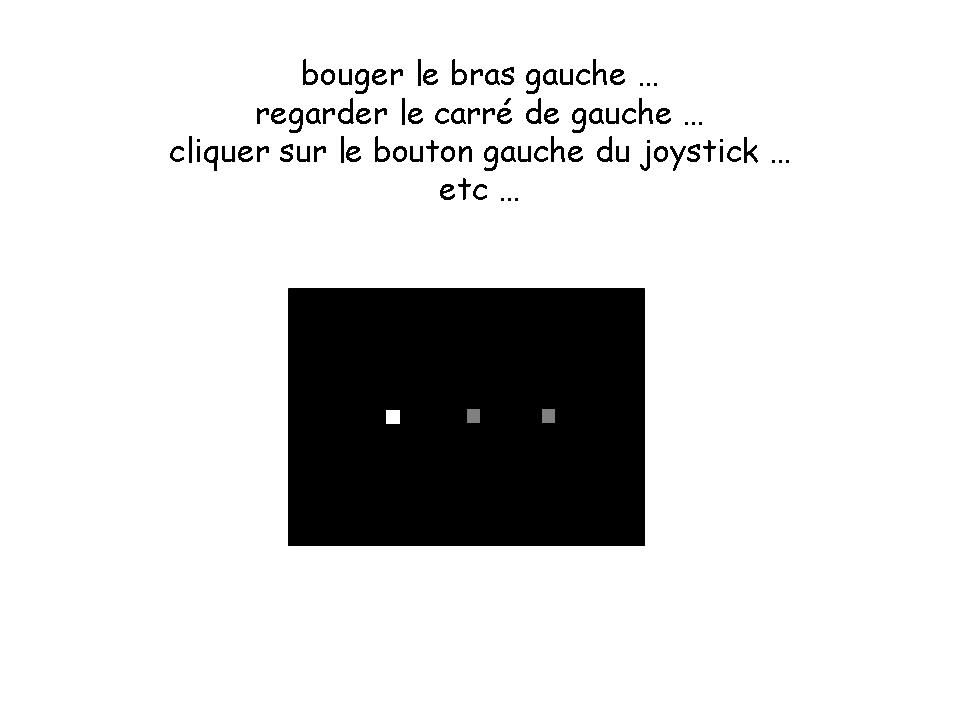 bouger le bras gauche ...
regarder le carré de gauche ...
cliquer sur le bouton gauche du joystick ...
etc ...